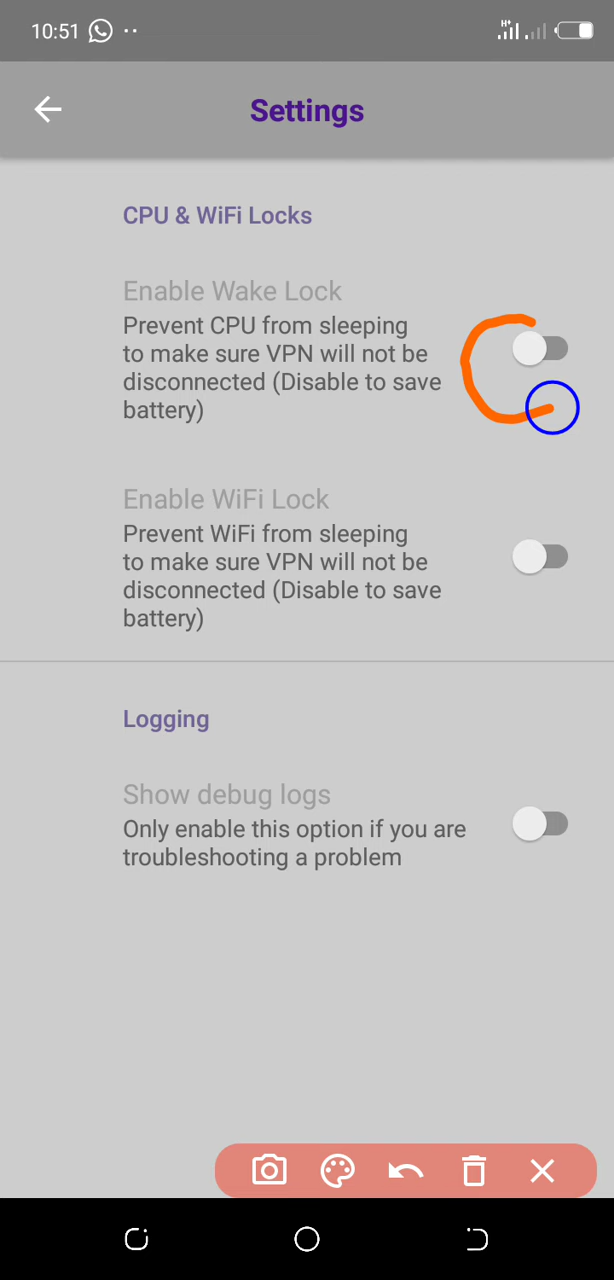 10:51
H+
Settings
CPU & WiFi Locks
Enable Wake Lock
Prevent CPU from sleeping
to make sure VPN will not be
disconnected (Disable to save
battery)
Enable WiFi Lock
Prevent WiFi from sleeping
to make sure VPN will not be
disconnected (Disable to save
battery)
Logging
Show debug logs
Only enable this option if you are
troubleshooting a problem